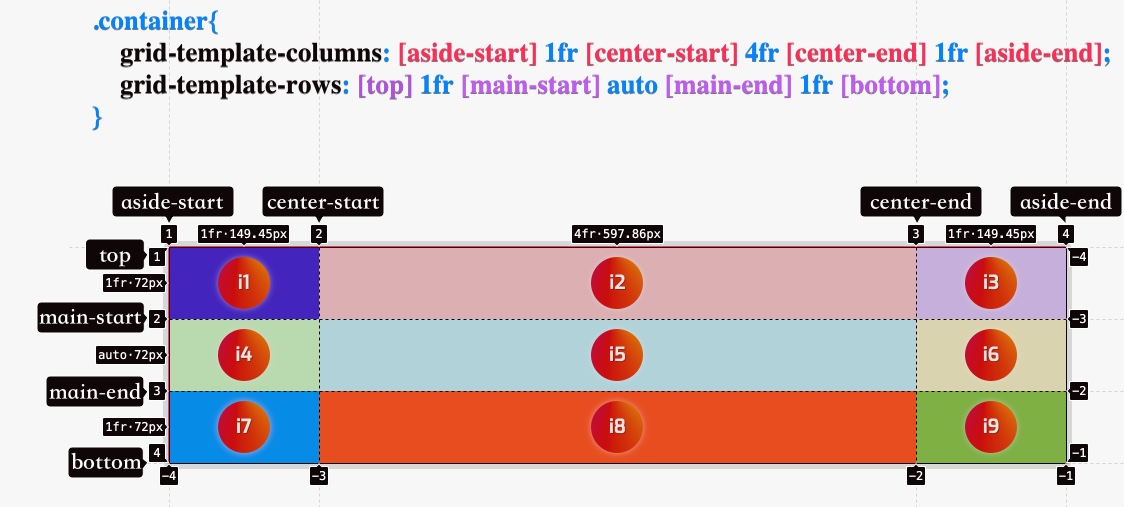 .container{
grid-template-columns: [aside-start] 1fr [center-start] 4fr [center-end] 1fr [aside-end];
grid-template-rows: [top] 1fr [main-start] auto [main-end] 1fr [bottom];
}
aside-start center-start center-end aside-end
1 1fr·149.45px 2 4fr·597.86px 3 1fr·149.45px 4
top 1 -4
1fr·72px i1 i2 i3
main-start 2 -3
auto·72px i4 i5 i6
main-end 3 -2
1fr·72px i7 i8 i9
bottom 4 -1
-4 -3 -2 -1